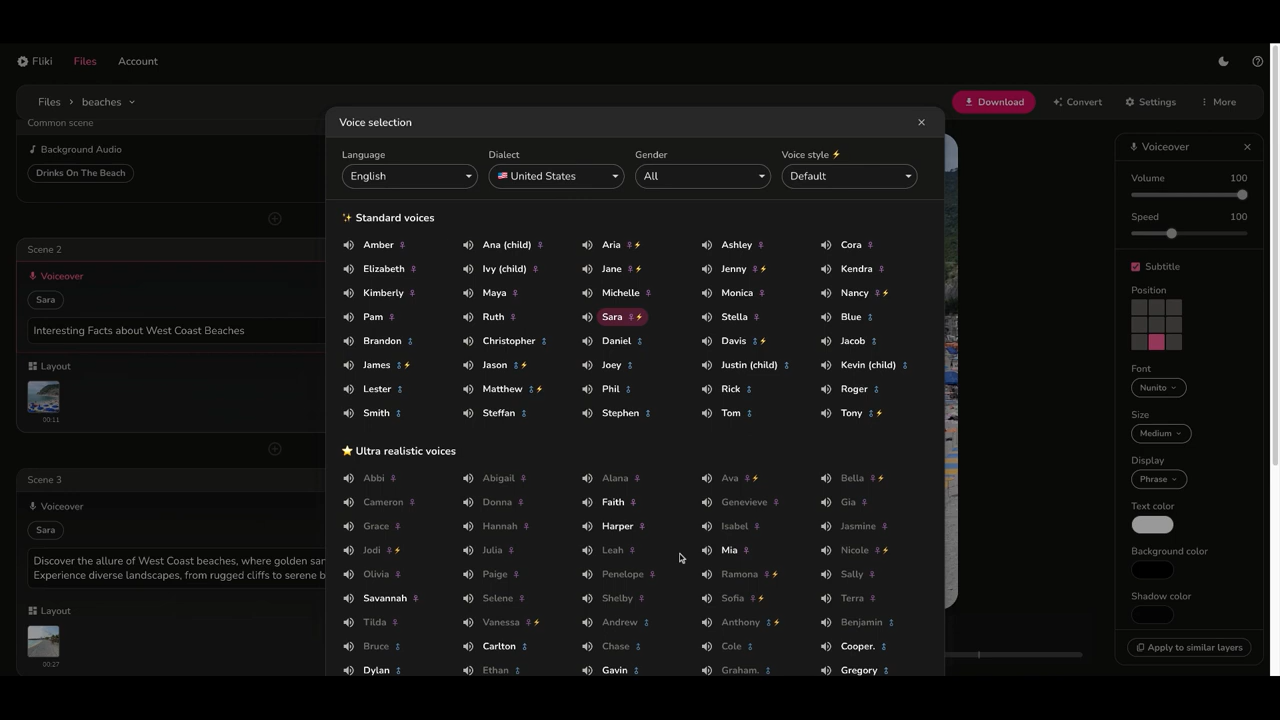 Fliki Files Account
Files > beaches
Download Convert Settings More
Common scene
Background Audio
Drinks On The Beach
Scene 2
Voiceover
Sara
Interesting Facts about West Coast Beaches
Layout
00:11
Scene 3
Voiceover
Sara
Discover the allure of West Coast beaches, where golden
Experience diverse landscapes, from rugged cliffs to serene
Layout
00:27
Voice selection
Language Dialect Gender Voice style
English United States All Default
Standard voices
Amber Ana (child) Aria Ashley Cora
Elizabeth Ivy (child) Jane Jenny Kendra
Kimberly Maya Michelle Monica Nancy
Pam Ruth Sara Stella Blue
Brandon Christopher Daniel Davis Jacob
James Jason Joey Justin (child) Kevin (child)
Lester Matthew Phil Rick Roger
Smith Steffan Stephen Tom Tony
Ultra realistic voices
Abbi Abigail Alana Ava Bella
Cameron Donna Faith Genevieve Gia
Grace Hannah Harper Isabel Jasmine
Jodi Julia Leah Mia Nicole
Olivia Paige Penelope Ramona Sally
Savannah Selene Shelby Sofia Terra
Tilda Vanessa Andrew Anthony Benjamin
Bruce Carlton Chase Cole Cooper.
Dylan Ethan Gavin Graham. Gregory
Voiceover
Volume 100
Speed 100
Subtitle
Position
Font
Nunito
Size
Medium
Display
Phrase
Text color
Background color
Shadow color
Apply to similar layers